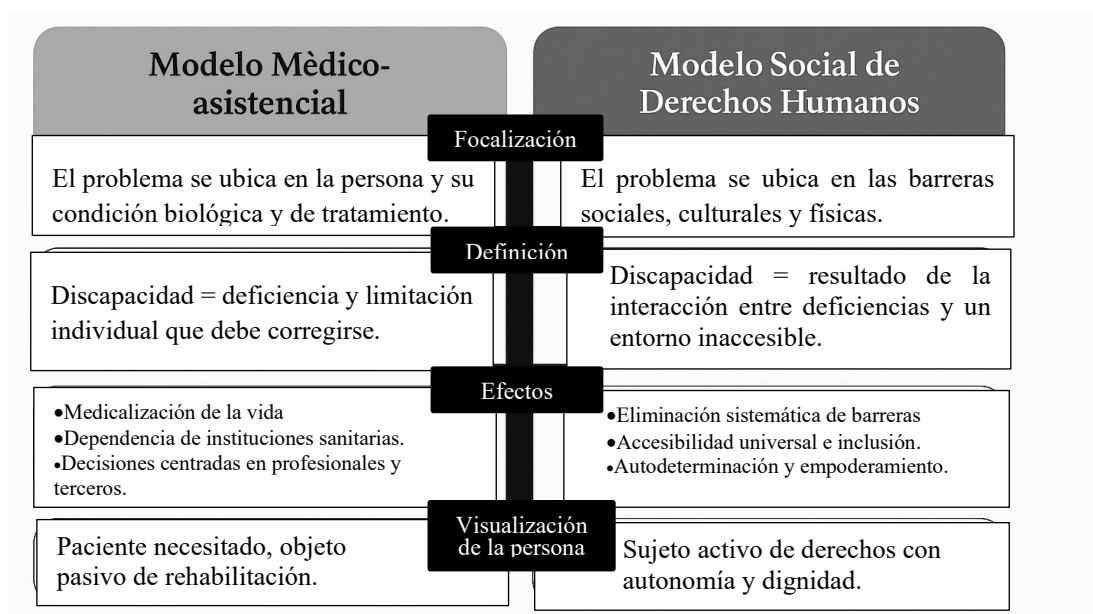 Modelo Mèdico-
asistencial
Modelo Social de
Derechos Humanos
Focalización
El problema se ubica en la persona y su
condición biológica y de tratamiento.
El problema se ubica en las barreras
sociales, culturales y físicas.
Definición
Discapacidad = deficiencia y limitación
individual que debe corregirse.
Discapacidad = resultado de la
interacción entre deficiencias y un
entorno inaccesible.
Efectos
•Medicalización de la vida
•Dependencia de instituciones sanitarias.
•Decisiones centradas en profesionales y
terceros.
•Eliminación sistemática de barreras
•Accesibilidad universal e inclusión.
•Autodeterminación y empoderamiento.
Visualización
de la persona
Paciente necesitado, objeto
pasivo de rehabilitación.
Sujeto activo de derechos con
autonomía y dignidad.